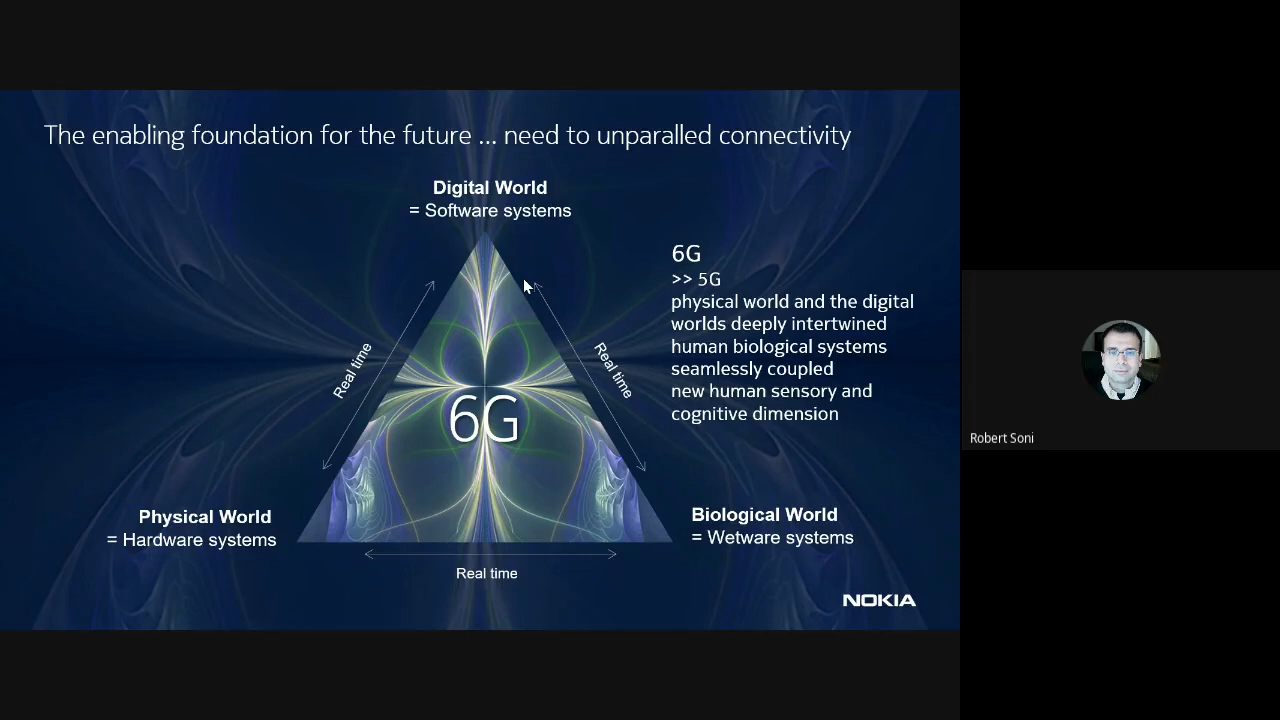 The enabling foundation for the future ... need to unparalled connectivity
Digital World
= Software systems
6G
>> 5G
physical world and the digital
worlds deeply intertwined
human biological systems
seamlessly coupled
new human sensory and
cognitive dimension
Real time
Real time
6G
Physical World
= Hardware systems
Biological World
= Wetware systems
Real time
NOKIA
Robert Soni